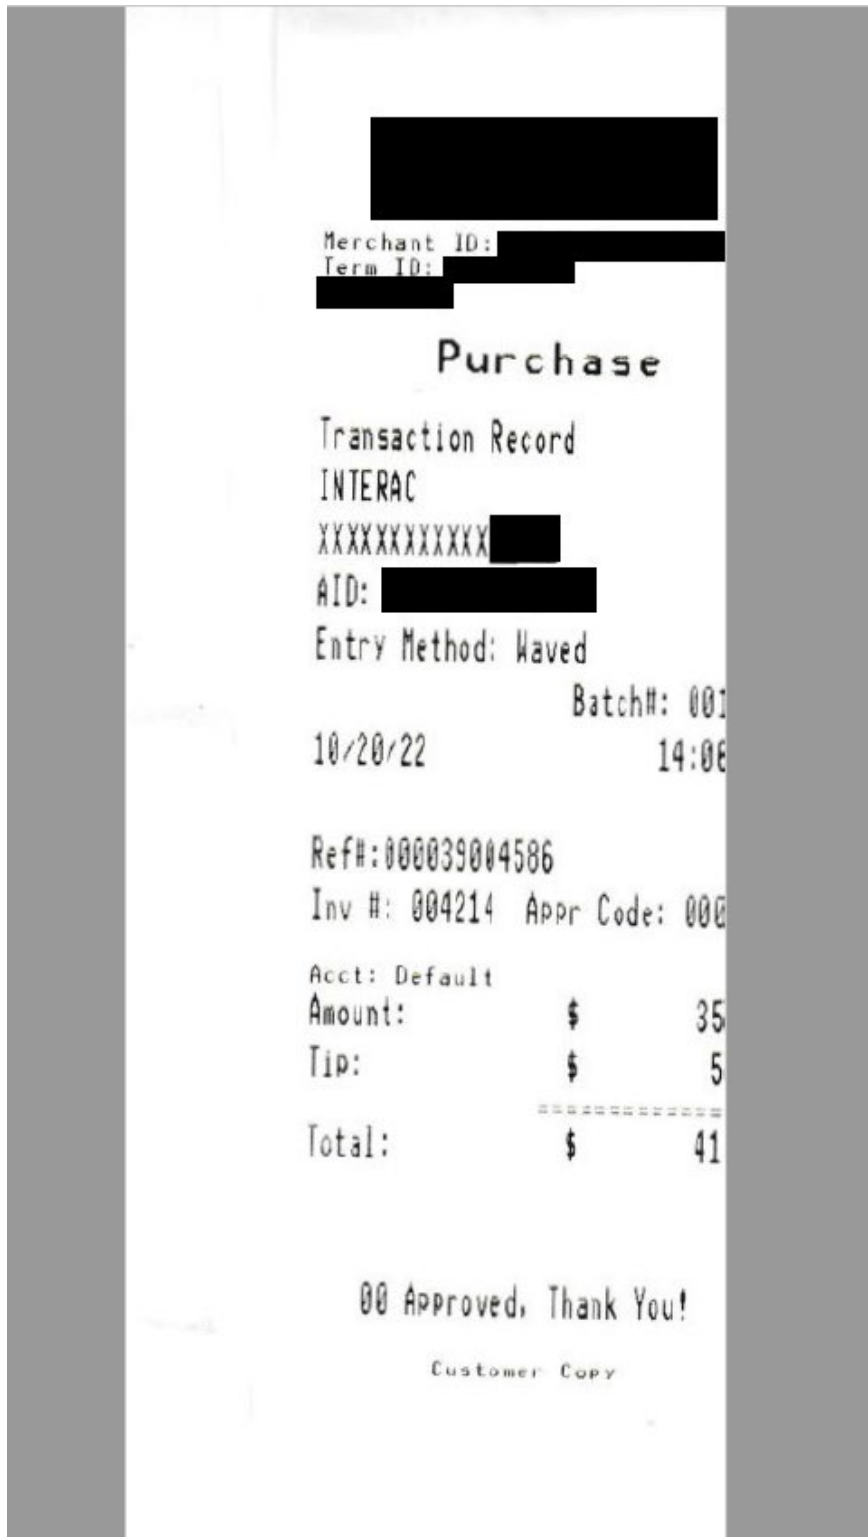 Merchant ID:
Term ID:
Purchase
Transaction Record
INTERAC
XXXXXXXXXXXX
AID:
Entry Method: Waved
Batch#: 001
10/20/22 14:06
Ref#:000039004586
Inv #: 004214 Appr Code: 000
Acct: Default
Amount: $ 35
Tip: $ 5
=============
Total: $ 41
00 Approved, Thank You!
Customer Copy